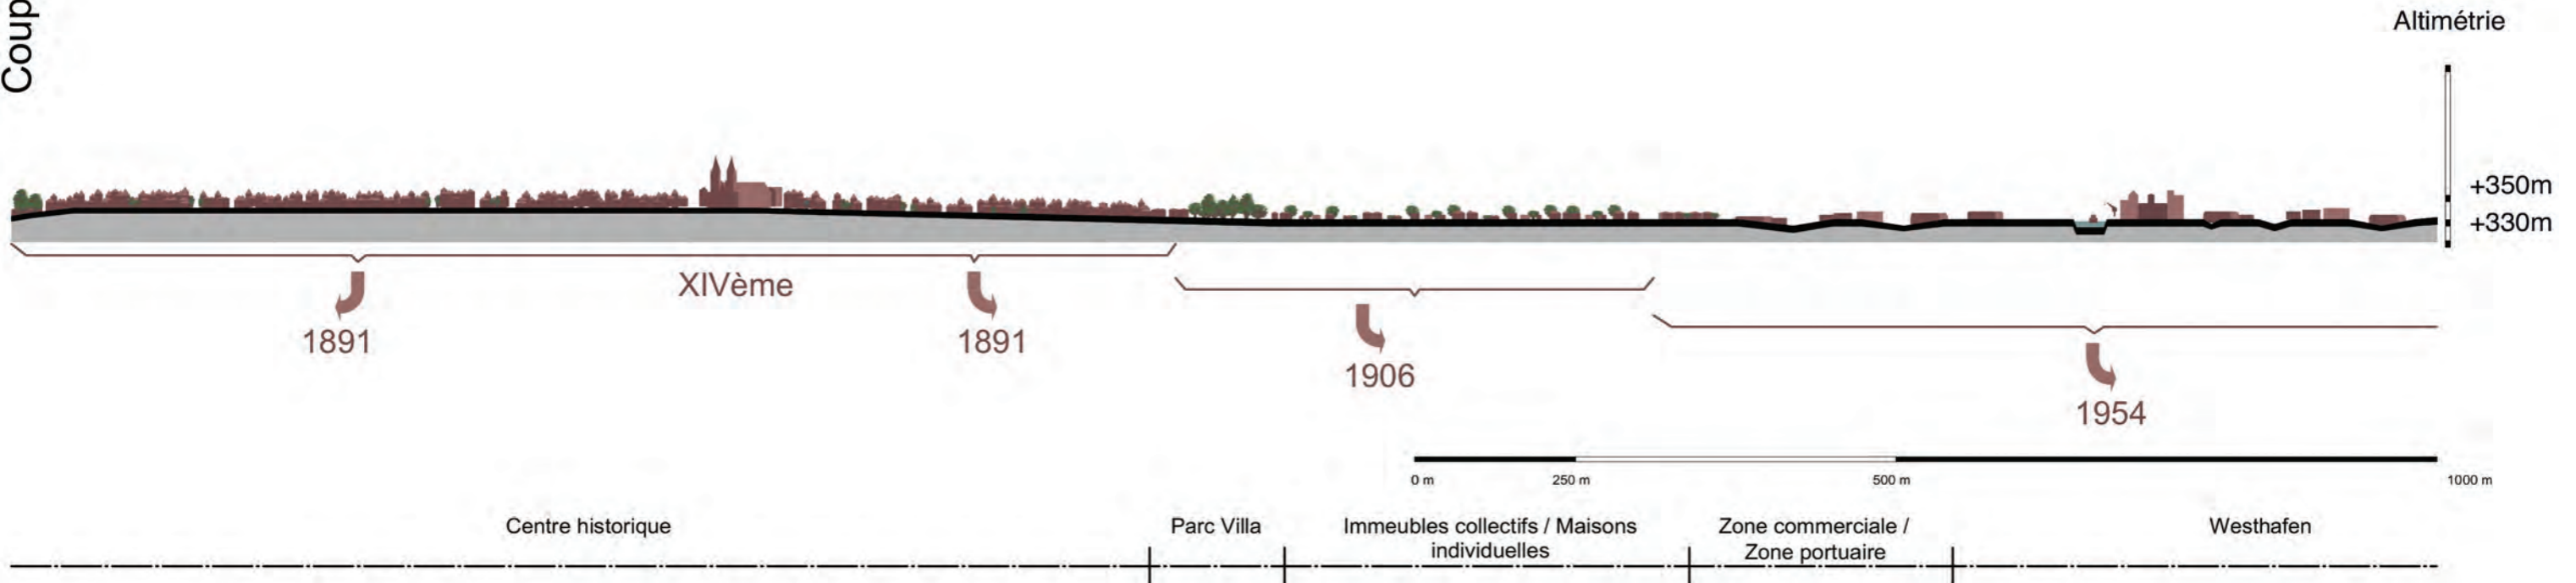 Coup
Altimétrie
+350m
+330m
XIVème
1891
1891
1906
1954
0 m
250 m
500 m
1000 m
Centre historique
Parc Villa
Immeubles collectifs / Maisons
individuelles
Zone commerciale /
Zone portuaire
Westhafen